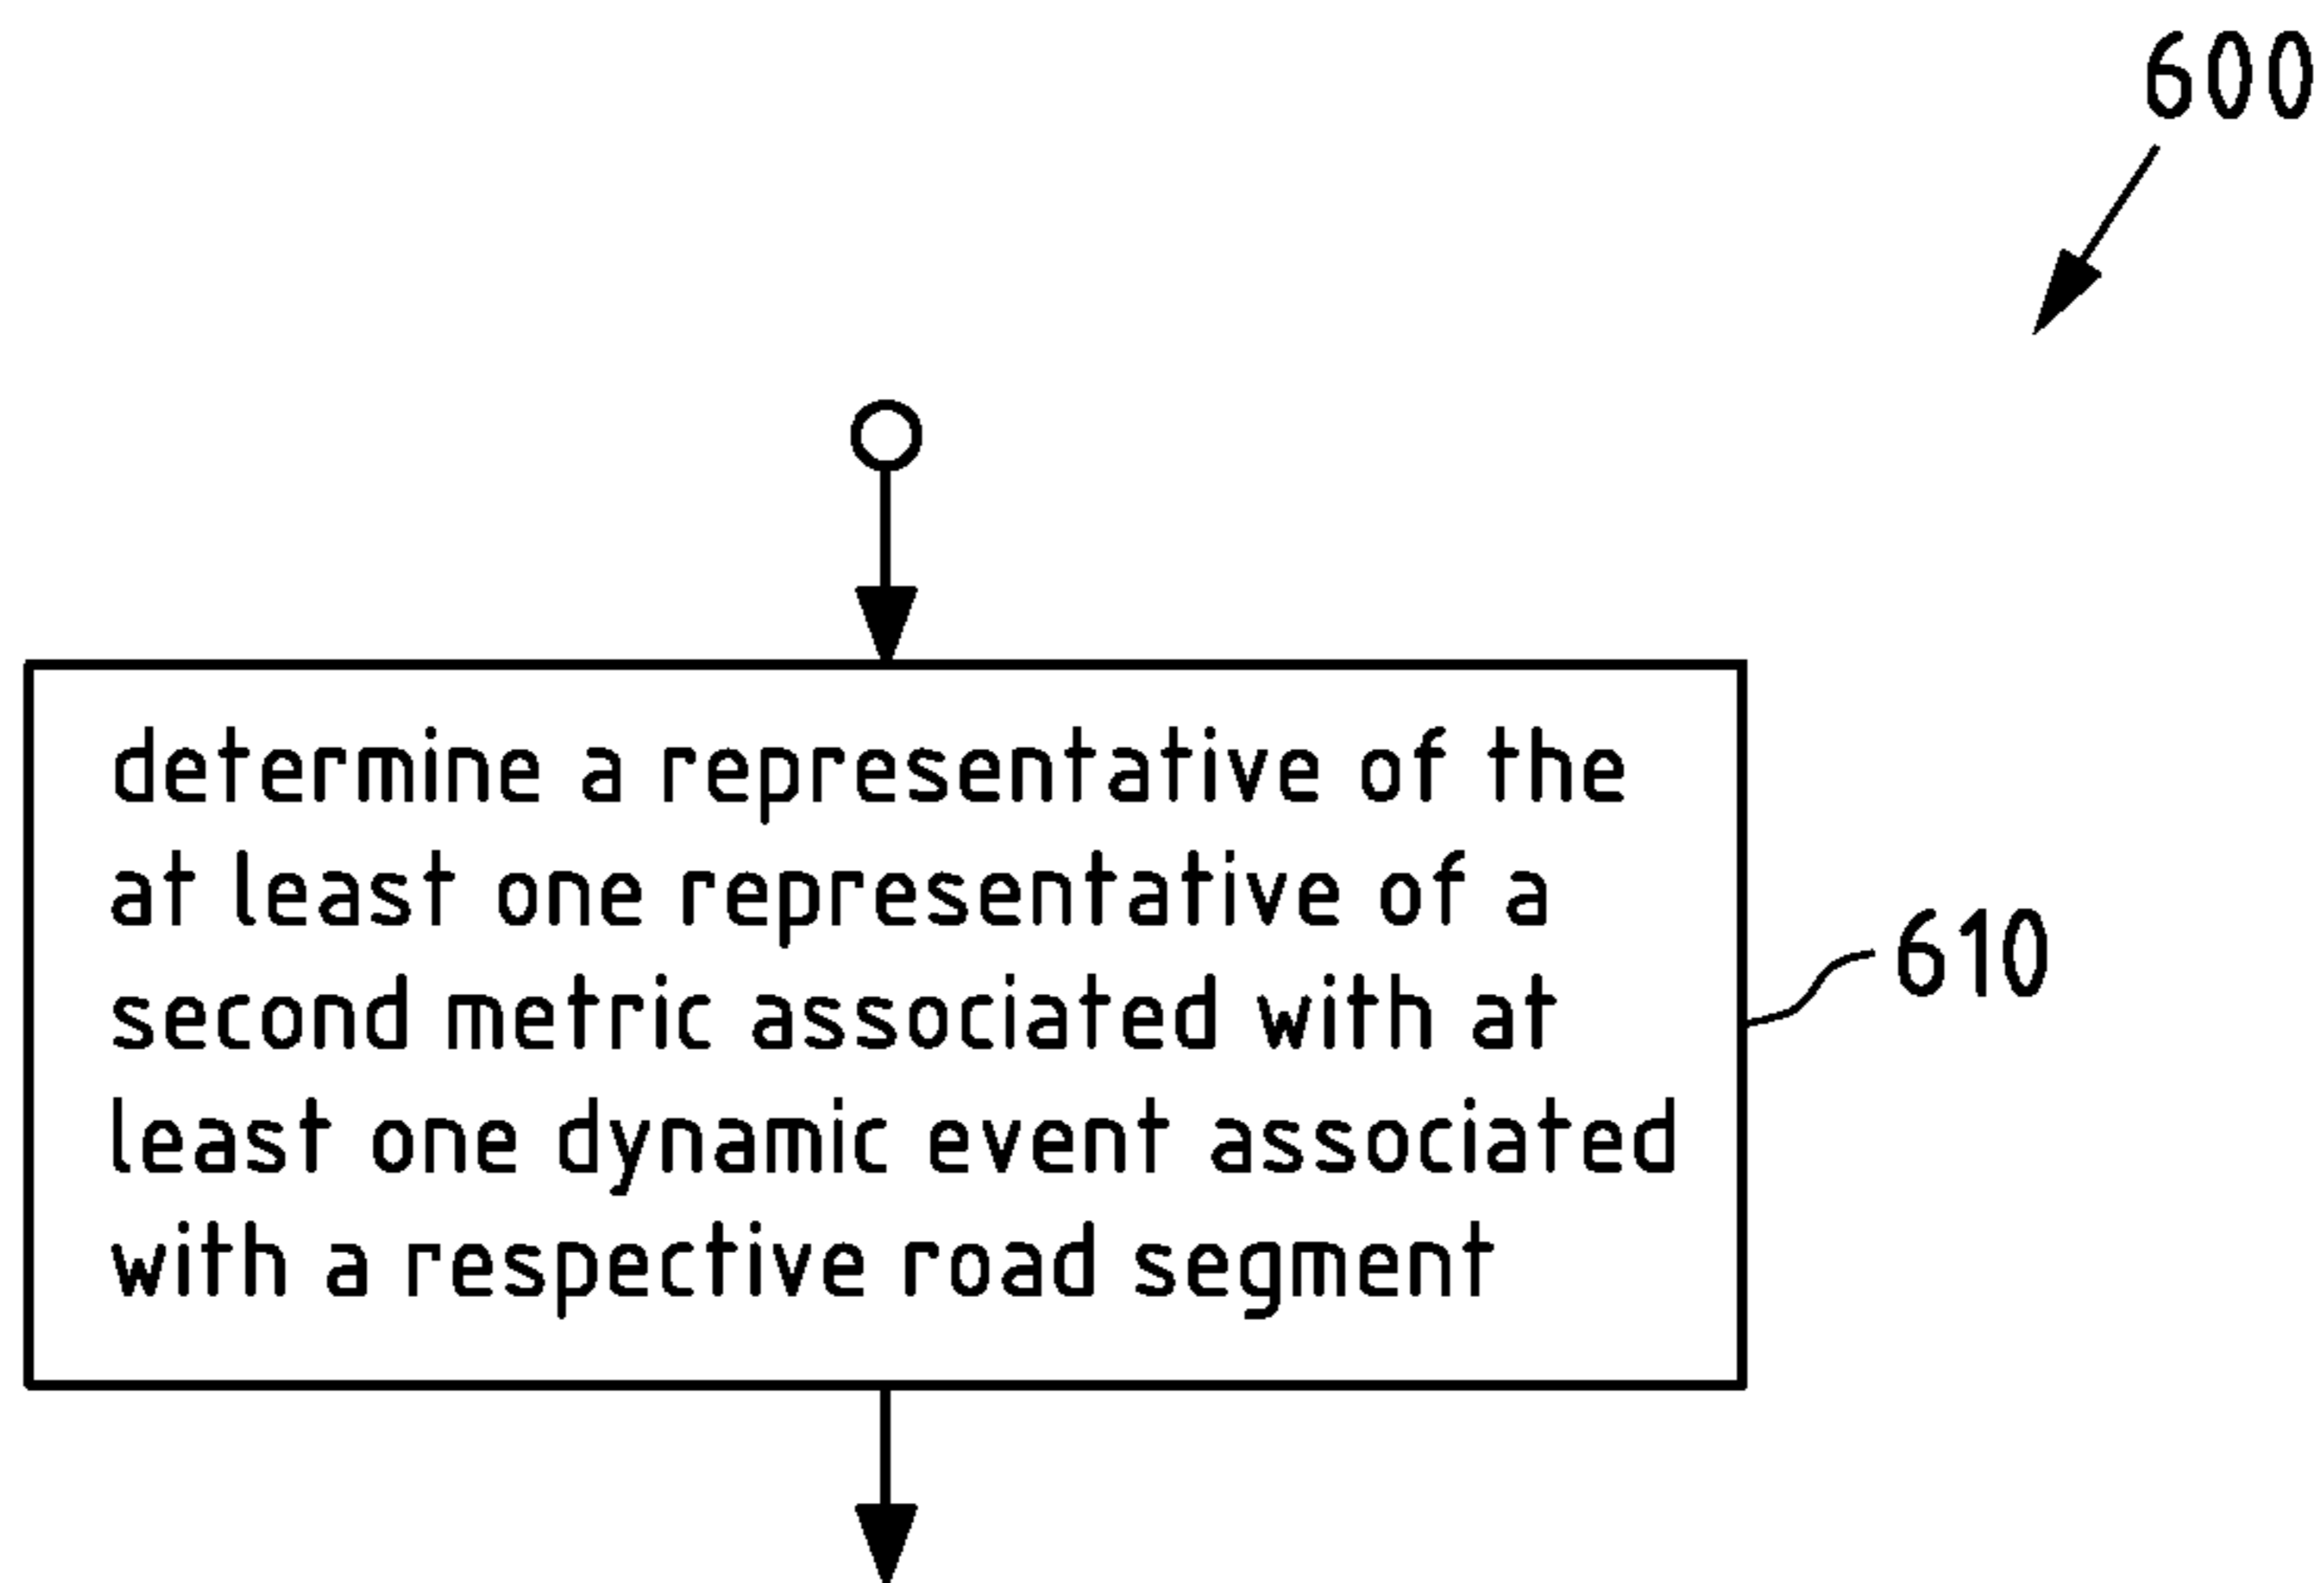 600
determine a representative of the
at least one representative of a
second metric associated with at
least one dynamic event associated
with a respective road segment
610